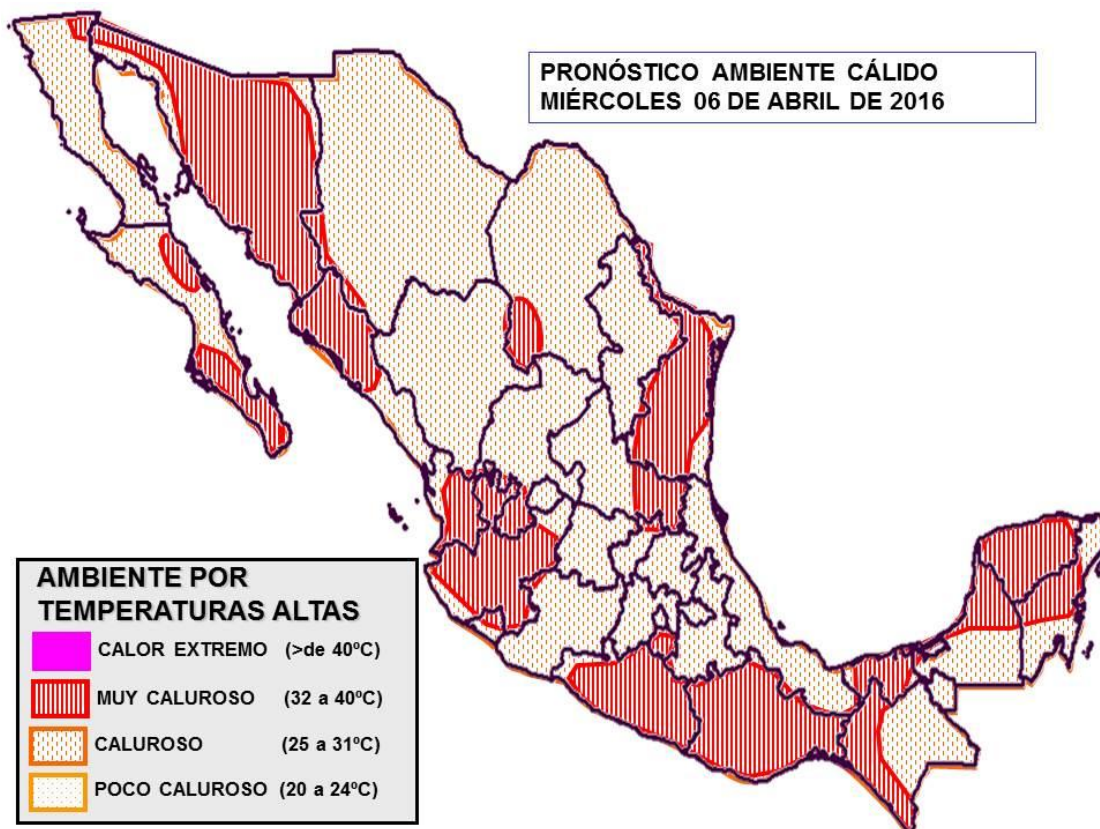 PRONÓSTICO AMBIENTE CÁLIDO
MIÉRCOLES 06 DE ABRIL DE 2016
AMBIENTE POR
TEMPERATURAS ALTAS
CALOR EXTREMO (>de 40ºC)
MUY CALUROSO (32 a 40ºC)
CALUROSO (25 a 31ºC)
POCO CALUROSO (20 a 24ºC)